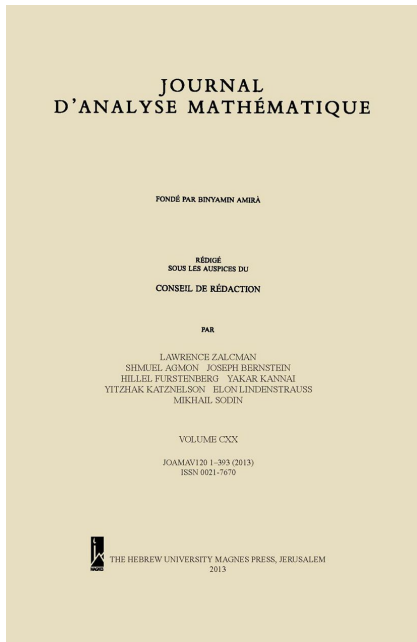 JOURNAL
D'ANALYSE MATHÉMATIQUE
FONDÉ PAR BINYAMIN AMIRÀ
RÉDIGÉ
SOUS LES AUSPICES DU
CONSEIL DE RÉDACTION
PAR
LAWRENCE ZALCMAN
SHMUEL AGMON JOSEPH BERNSTEIN
HILLEL FURSTENBERG YAKAR KANNAI
YITZHAK KATZNELSON ELON LINDENSTRAUSS
MIKHAIL SODIN
VOLUME CXX
JOAMAV120 1–393 (2013)
ISSN 0021-7670
THE HEBREW UNIVERSITY MAGNES PRESS, JERUSALEM
2013